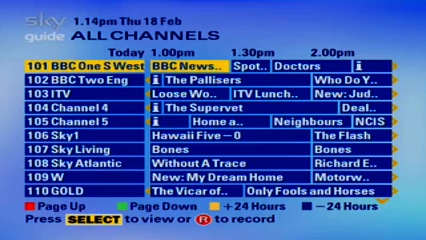 sky 1.14pm Thu 18 Feb
guide ALL CHANNELS
Today 1.00pm 1.30pm 2.00pm
101 BBC One S West BBC News.. Spot.. Doctors i
102 BBC Two Eng i The Pallisers Who Do Y..
103 ITV Loose Wo.. ITV Lunch.. New: Jud..
104 Channel 4 i The Supervet Deal..
105 Channel 5 i Home a.. Neighbours NCIS
106 Sky1 Hawaii Five-0 The Flash
107 Sky Living Bones Bones
108 Sky Atlantic Without A Trace Richard E..
109 W New: My Dream Home Motorw..
110 GOLD The Vicar of.. Only Fools and Horses
Page Up Page Down +24 Hours -24 Hours
Press SELECT to view or R to record